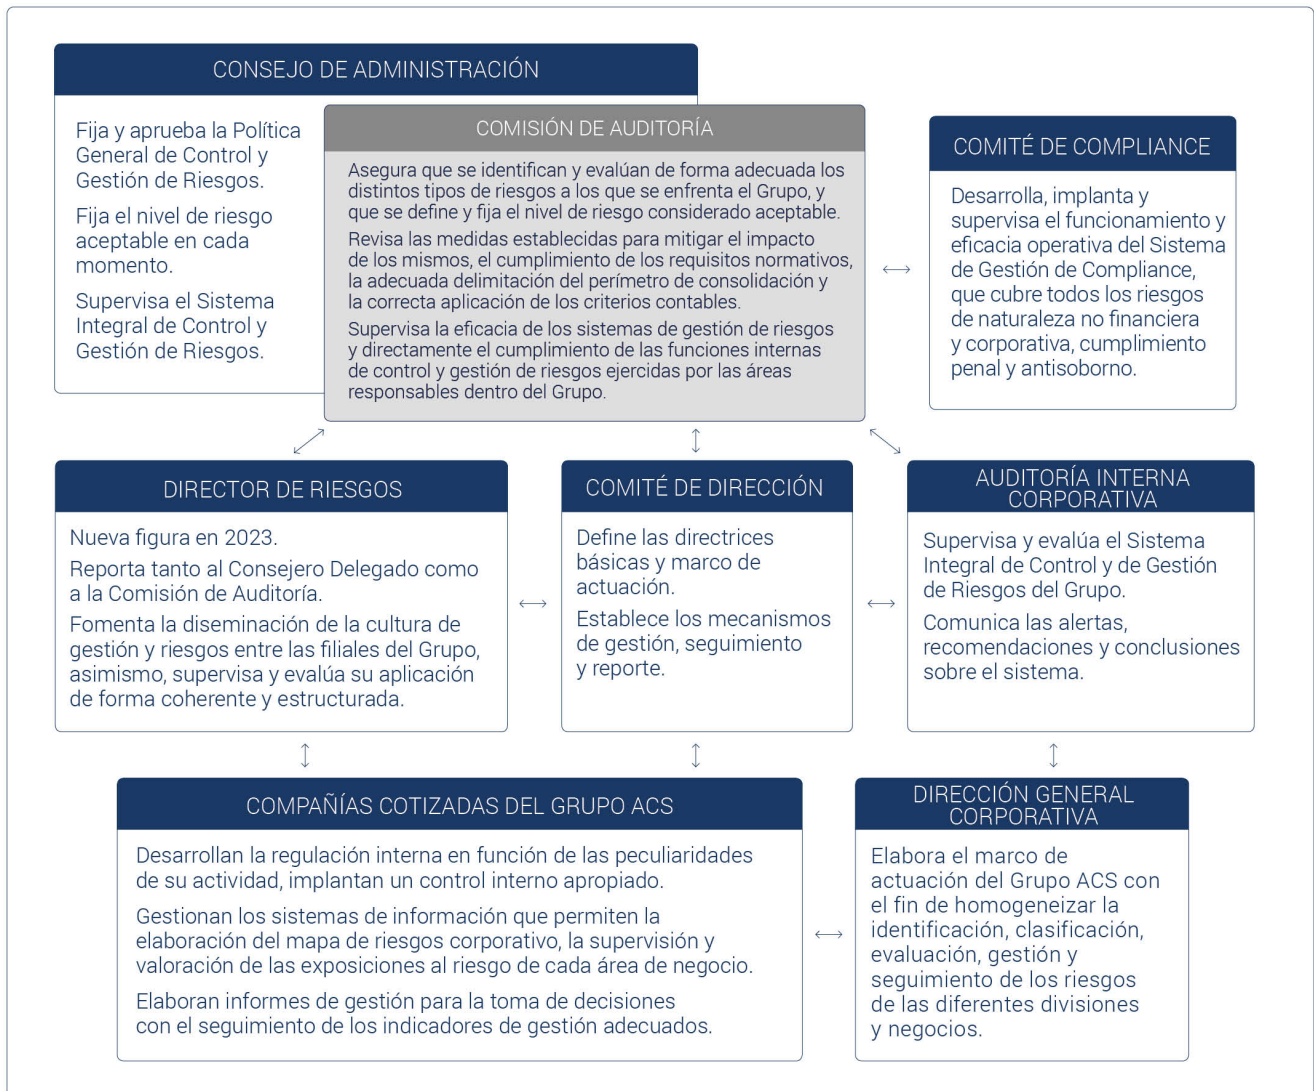 CONSEJO DE ADMINISTRACIÓN
Fija y aprueba la Política
General de Control y
Gestión de Riesgos.
Fija el nivel de riesgo
aceptable en cada
momento.
Supervisa el Sistema
Integral de Control y
Gestión de Riesgos.
COMISIÓN DE AUDITORÍA
Asegura que se identifican y evalúan de forma adecuada los
distintos tipos de riesgos a los que se enfrenta el Grupo, y
que se define y fija el nivel de riesgo considerado aceptable.
Revisa las medidas establecidas para mitigar el impacto
de los mismos, el cumplimiento de los requisitos normativos,
la adecuada delimitación del perímetro de consolidación y
la correcta aplicación de los criterios contables.
Supervisa la eficacia de los sistemas de gestión de riesgos
y directamente el cumplimiento de las funciones internas
de control y gestión de riesgos ejercidas por las áreas
responsables dentro del Grupo.
COMITÉ DE COMPLIANCE
Desarrolla, implanta y
supervisa el funcionamiento y
eficacia operativa del Sistema
de Gestión de Compliance,
que cubre todos los riesgos
de naturaleza no financiera
y corporativa, cumplimiento
penal y antisoborno.
DIRECTOR DE RIESGOS
Nueva figura en 2023.
Reporta tanto al Consejero Delegado como
a la Comisión de Auditoría.
Fomenta la diseminación de la cultura de
gestión y riesgos entre las filiales del Grupo,
asimismo, supervisa y evalúa su aplicación
de forma coherente y estructurada.
COMITÉ DE DIRECCIÓN
Define las directrices
básicas y marco de
actuación.
Establece los mecanismos
de gestión, seguimiento
y reporte.
AUDITORÍA INTERNA
CORPORATIVA
Supervisa y evalúa el Sistema
Integral de Control y de Gestión
de Riesgos del Grupo.
Comunica las alertas,
recomendaciones y conclusiones
sobre el sistema.
COMPAÑÍAS COTIZADAS DEL GRUPO ACS
Desarrollan la regulación interna en función de las peculiaridades
de su actividad, implantan un control interno apropiado.
Gestionan los sistemas de información que permiten la
elaboración del mapa de riesgos corporativo, la supervisión y
valoración de las exposiciones al riesgo de cada área de negocio.
Elaboran informes de gestión para la toma de decisiones
con el seguimiento de los indicadores de gestión adecuados.
DIRECCIÓN GENERAL
CORPORATIVA
Elabora el marco de
actuación del Grupo ACS con
el fin de homogeneizar la
identificación, clasificación,
evaluación, gestión y
seguimiento de los riesgos
de las diferentes divisiones
y negocios.